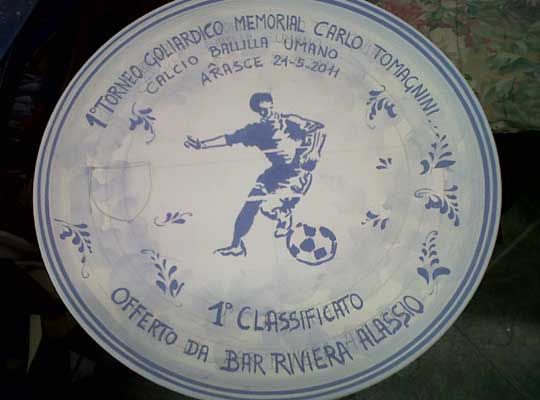 1° TORNEO GOLIARDICO MEMORIAL CARLO TOMAGNINI..
CALCIO BALLILLA UMANO
ARASCE 21-5-2011
1° CLASSIFICATO
OFFERTO DA BAR RIVIERA ALASSIO